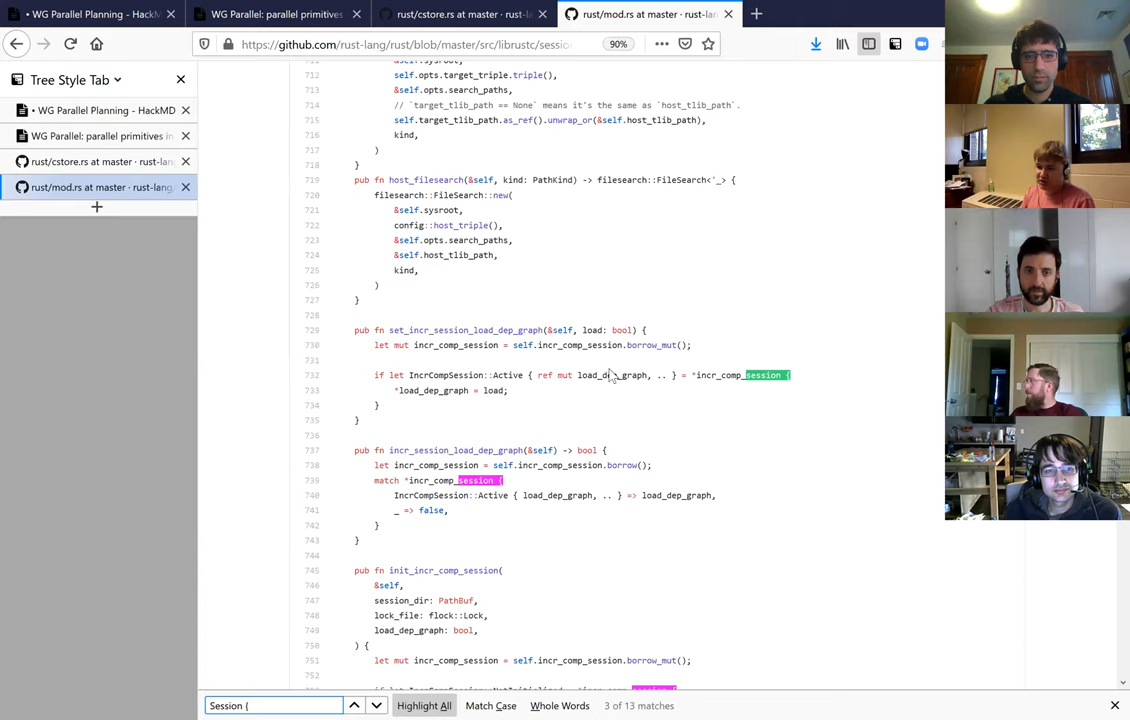 • WG Parallel Planning - HackM
WG Parallel: parallel primitives
rust/cstore.rs at master · rust-la
rust/mod.rs at master · rust-lan
https://github.com/rust-lang/rust/blob/master/src/librustc/sessio
90%
Tree Style Tab
• WG Parallel Planning - HackMD
WG Parallel: parallel primitives in
rust/cstore.rs at master · rust-lan
rust/mod.rs at master · rust-lang
711 &self.sysroot,
712 self.opts.target_triple.triple(),
713 &self.opts.search_paths,
714 // `target_tlib_path == None` means it's the same as `host_tlib_path`.
715 self.target_tlib_path.as_ref().unwrap_or(&self.host_tlib_path),
716 kind,
717 )
718 }
719 pub fn host_filesearch(&self, kind: PathKind) -> filesearch::FileSearch<'_> {
720 filesearch::FileSearch::new(
721 &self.sysroot,
722 config::host_triple(),
723 &self.opts.search_paths,
724 &self.host_tlib_path,
725 kind,
726 )
727 }
728
729 pub fn set_incr_session_load_dep_graph(&self, load: bool) {
730 let mut incr_comp_session = self.incr_comp_session.borrow_mut();
731
732 if let IncrCompSession::Active { ref mut load_dep_graph, .. } = *incr_comp_session {
733 *load_dep_graph = load;
734 }
735 }
736
737 pub fn incr_session_load_dep_graph(&self) -> bool {
738 let incr_comp_session = self.incr_comp_session.borrow();
739 match *incr_comp_session {
740 IncrCompSession::Active { load_dep_graph, .. } => load_dep_graph,
741 _ => false,
742 }
743 }
744
745 pub fn init_incr_comp_session(
746 &self,
747 session_dir: PathBuf,
748 lock_file: flock::Lock,
749 load_dep_graph: bool,
750 ) {
751 let mut incr_comp_session = self.incr_comp_session.borrow_mut();
Session {
Highlight All
Match Case
Whole Words
3 of 13 matches